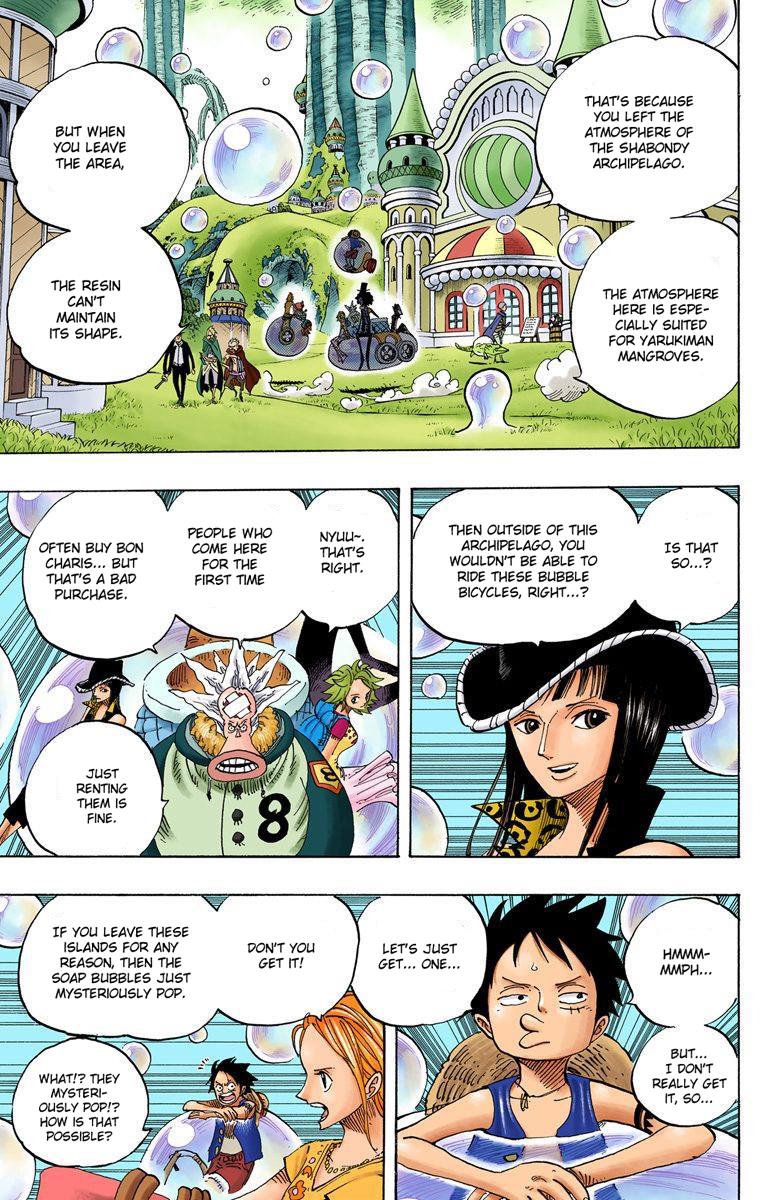 THAT'S BECAUSE
YOU LEFT THE
ATMOSPHERE OF
THE SHABONDY
ARCHIPELAGO.
THE ATMOSPHERE
HERE IS ESPE-
CIALLY SUITED
FOR YARUKIMAN
MANGROVES.
BUT WHEN
YOU LEAVE
THE AREA,
THE RESIN
CAN'T
MAINTAIN
ITS SHAPE.
IS THAT
SO...?
THEN OUTSIDE OF THIS
ARCHIPELAGO, YOU
WOULDN'T BE ABLE TO
RIDE THESE BUBBLE
BICYCLES, RIGHT...?
NYUU~.
THAT'S
RIGHT.
PEOPLE WHO
COME HERE
FOR THE
FIRST TIME
OFTEN BUY BON
CHARIS... BUT
THAT'S A BAD
PURCHASE.
JUST
RENTING
THEM IS
FINE.
8
8
HMMM-
MMPH...
BUT...
I DON'T
REALLY GET
IT, SO...
LET'S JUST
GET... ONE...
DON'T YOU
GET IT!
IF YOU LEAVE THESE
ISLANDS FOR ANY
REASON, THEN THE
SOAP BUBBLES JUST
MYSTERIOUSLY POP.
WHAT!? THEY
MYSTERI-
OUSLY POP!?
HOW IS THAT
POSSIBLE?